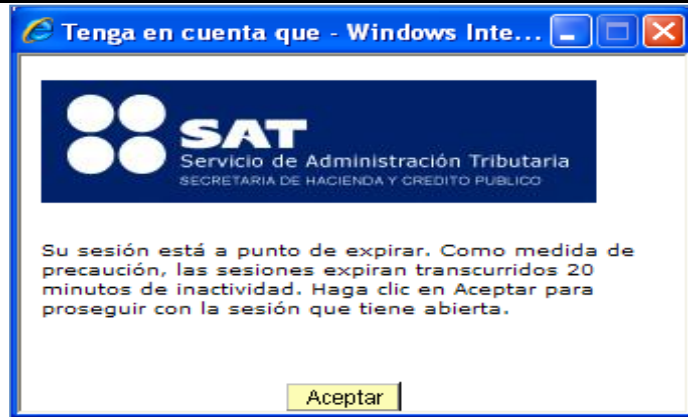 Tenga en cuenta que - Windows Inte...
SAT
Servicio de Administración Tributaria
SECRETARIA DE HACIENDA Y CREDITO PUBLICO
Su sesión está a punto de expirar. Como medida de
precaución, las sesiones expiran transcurridos 20
minutos de inactividad. Haga clic en Aceptar para
proseguir con la sesión que tiene abierta.
Aceptar